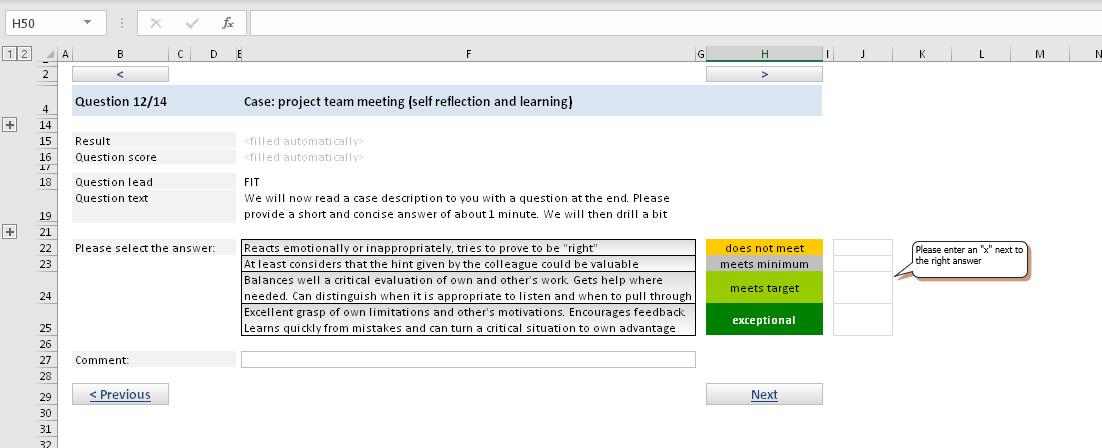 H50
fx
1 2
A B C D E F G H I J K L M N
2 < >
4 Question 12/14 Case: project team meeting (self reflection and learning)
14
15 Result <filled automatically>
16 Question score <filled automatically>
17
18 Question lead FIT
Question text We will now read a case description to you with a question at the end. Please
19 provide a short and concise answer of about 1 minute. We will then drill a bit
21
22 Please select the answer: Reacts emotionally or inappropriately, tries to prove to be "right" does not meet
23 At least considers that the hint given by the colleague could be valuable meets minimum
Please enter an "x" next to
the right answer
Balances well a critical evaluation of own and other's work. Gets help where
24 needed. Can distinguish when it is appropriate to listen and when to pull through meets target
Excellent grasp of own limitations and other's motivations. Encourages feedback.
25 Learns quickly from mistakes and can turn a critical situation to own advantage exceptional
26
27 Comment:
28
29 < Previous Next
30
31
32